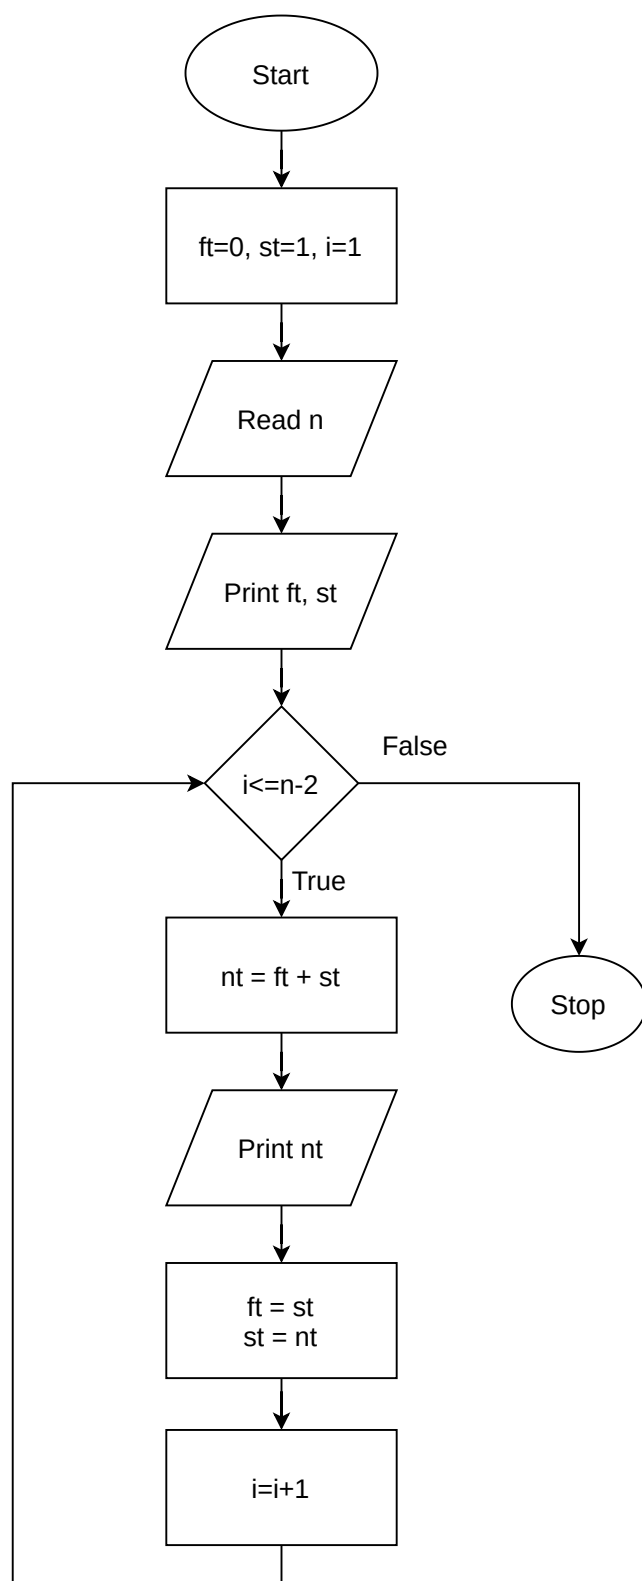 Start
ft=0, st=1, i=1
Read n
Print ft, st
False
i<=n-2
True
nt = ft + st
Stop
Print nt
ft = st
st = nt
i=i+1